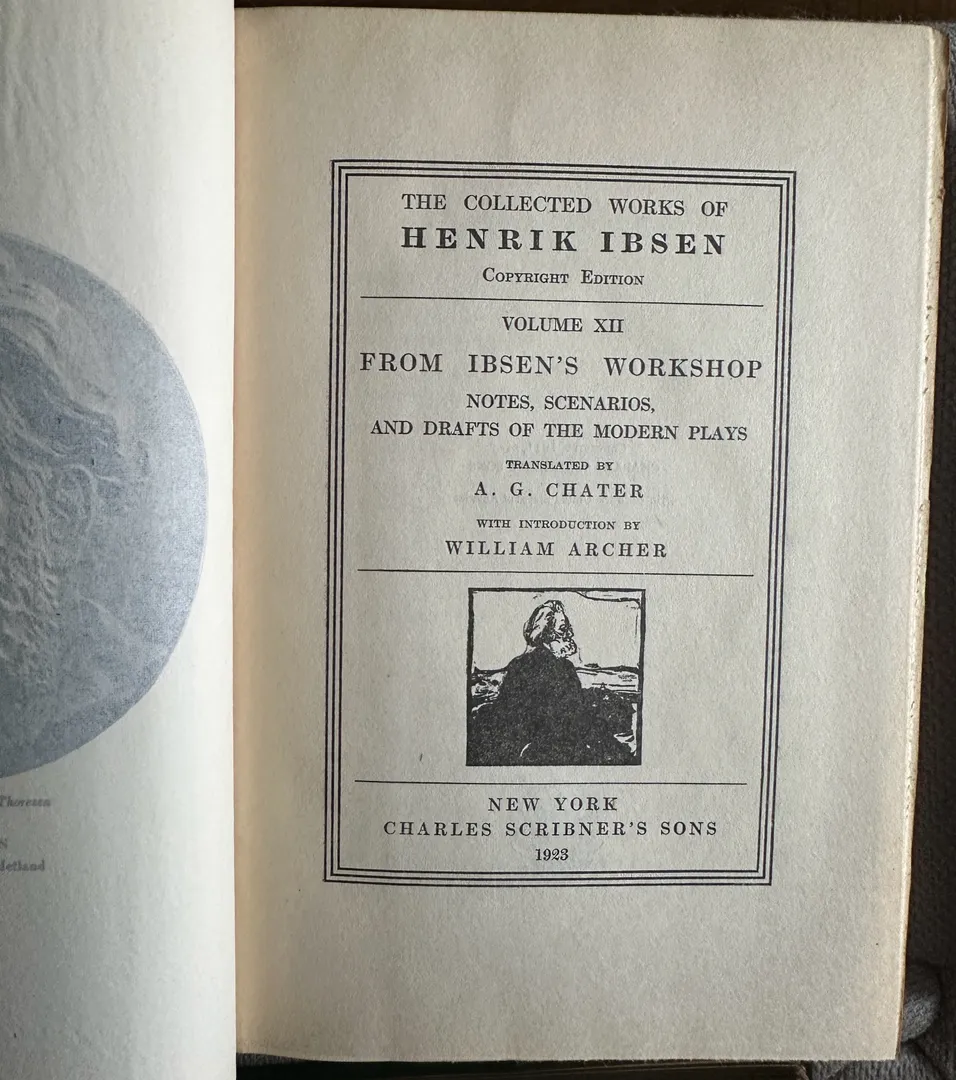 Thoresen
S
THE COLLECTED WORKS OF
HENRIK IBSEN
COPYRIGHT EDITION
VOLUME XII
FROM IBSEN'S WORKSHOP
NOTES, SCENARIOS,
AND DRAFTS OF THE MODERN PLAYS
TRANSLATED BY
A. G. CHATER
WITH INTRODUCTION BY
WILLIAM ARCHER
NEW YORK
CHARLES SCRIBNER'S SONS
1923